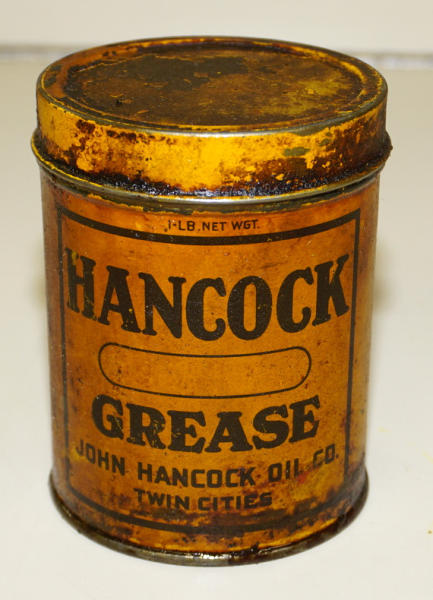 1-LB. NET WGT.
HANCOCK
GREASE
JOHN HANCOCK OIL CO.
TWIN CITIES